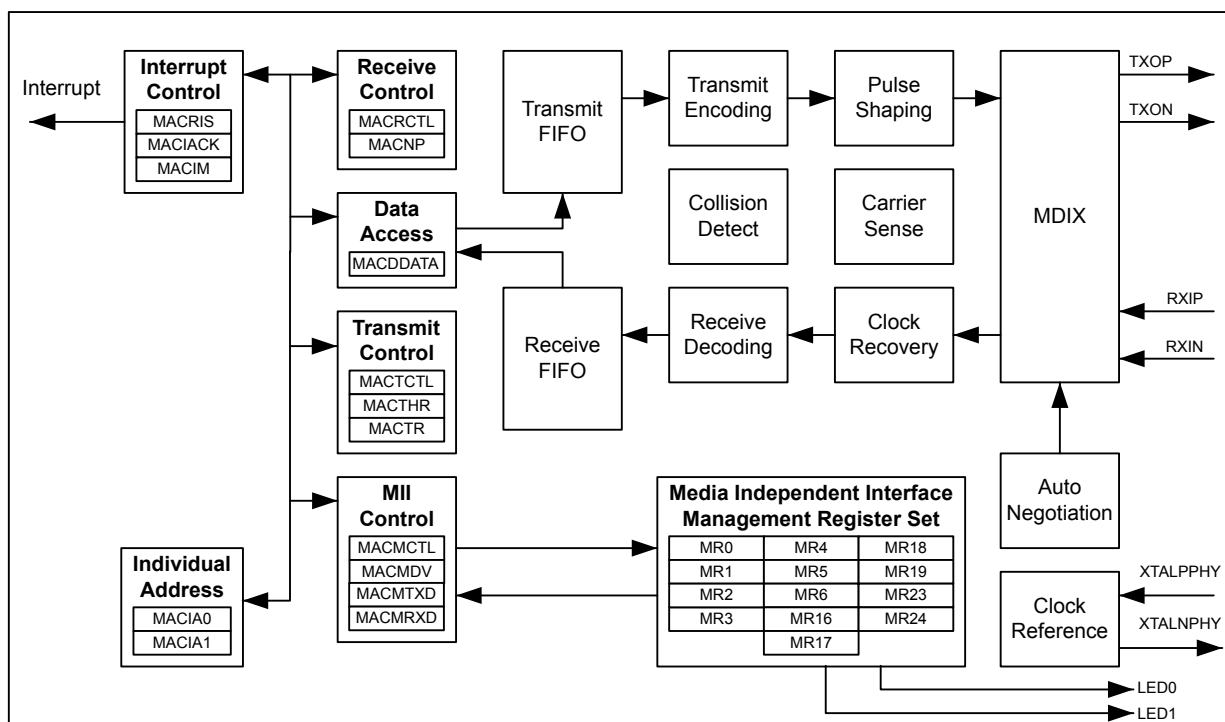 Interrupt
Interrupt
Control
MACRIS
MACIACK
MACIM
Receive
Control
MACRCTL
MACNP
Data
Access
MACDDATA
Transmit
Control
MACTCTL
MACTHR
MACTR
MII
Control
MACMCTL
MACMDV
MACMTXD
MACMRXD
Individual
Address
MACIA0
MACIA1
Transmit
FIFO
Transmit
Encoding
Pulse
Shaping
Collision
Detect
Carrier
Sense
Receive
FIFO
Receive
Decoding
Clock
Recovery
MDIX
TXOP
TXON
RXIP
RXIN
Auto
Negotiation
Media Independent Interface
Management Register Set
MR0 MR4 MR18
MR1 MR5 MR19
MR2 MR6 MR23
MR3 MR16 MR24
MR17
Clock
Reference
XTALPPHY
XTALNPHY
LED0
LED1